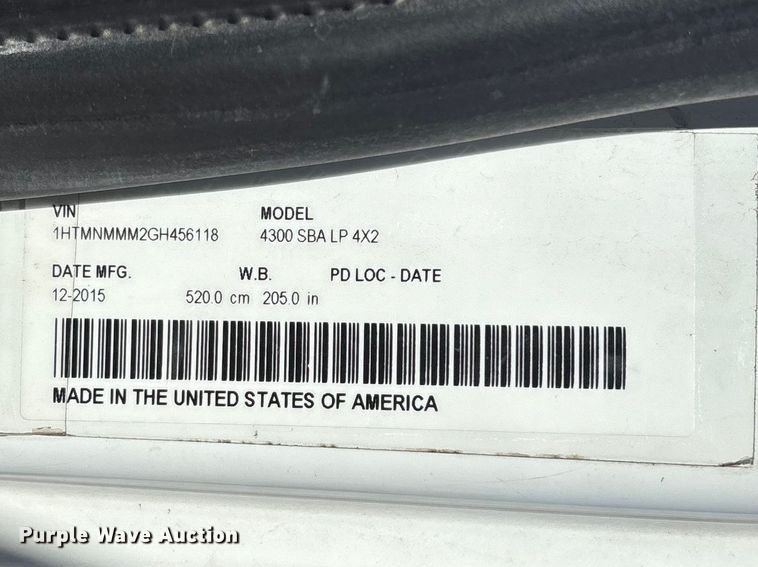 VIN MODEL
1HTMNMMM2GH456118 4300 SBA LP 4X2
DATE MFG. W.B. PD LOC - DATE
12-2015 520.0 cm 205.0 in
MADE IN THE UNITED STATES OF AMERICA
Purple Wave Auction